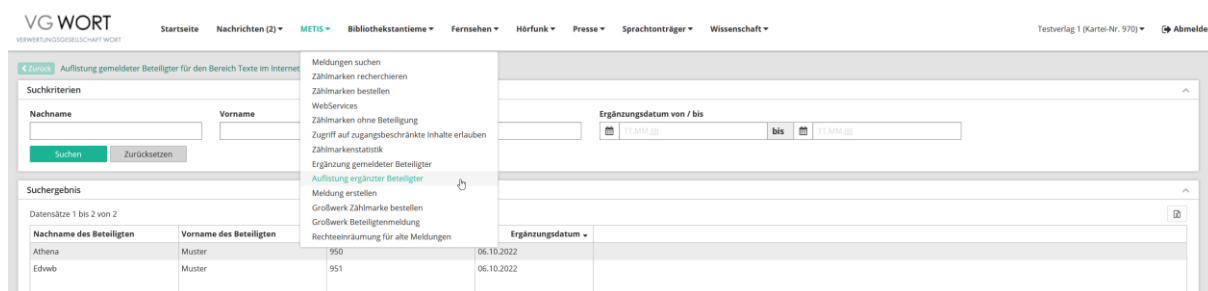 VG WORT
VERWERTUNGSGESELLSCHAFT WORT
Startseite Nachrichten (2) METIS Bibliothekstantieme Fernsehen Hörfunk Presse Sprachtonträger Wissenschaft Testverlag 1 (Kartei-Nr. 970) Abmelde
Zurück Auflistung gemeldeter Beteiligter für den Bereich Texte im Internet
Suchkriterien
Nachname Vorname Ergänzungsdatum von / bis
TT.MM.JJJJ bis TT.MM.JJJJ
Suchen Zurücksetzen
Meldungen suchen
Zählmarken recherchieren
Zählmarken bestellen
WebServices
Zählmarken ohne Beteiligung
Zugriff auf zugangsbeschränkte Inhalte erlauben
Zählmarkenstatistik
Ergänzung gemeldeter Beteiligter
Auflistung ergänzter Beteiligter
Meldung erstellen
Großwerk Zählmarke bestellen
Großwerk Beteiligtenmeldung
Rechteeinräumung für alte Meldungen
Suchergebnis
Datensätze 1 bis 2 von 2
Nachname des Beteiligten Vorname des Beteiligten Ergänzungsdatum
Athena Muster 950 06.10.2022
Edvwb Muster 951 06.10.2022